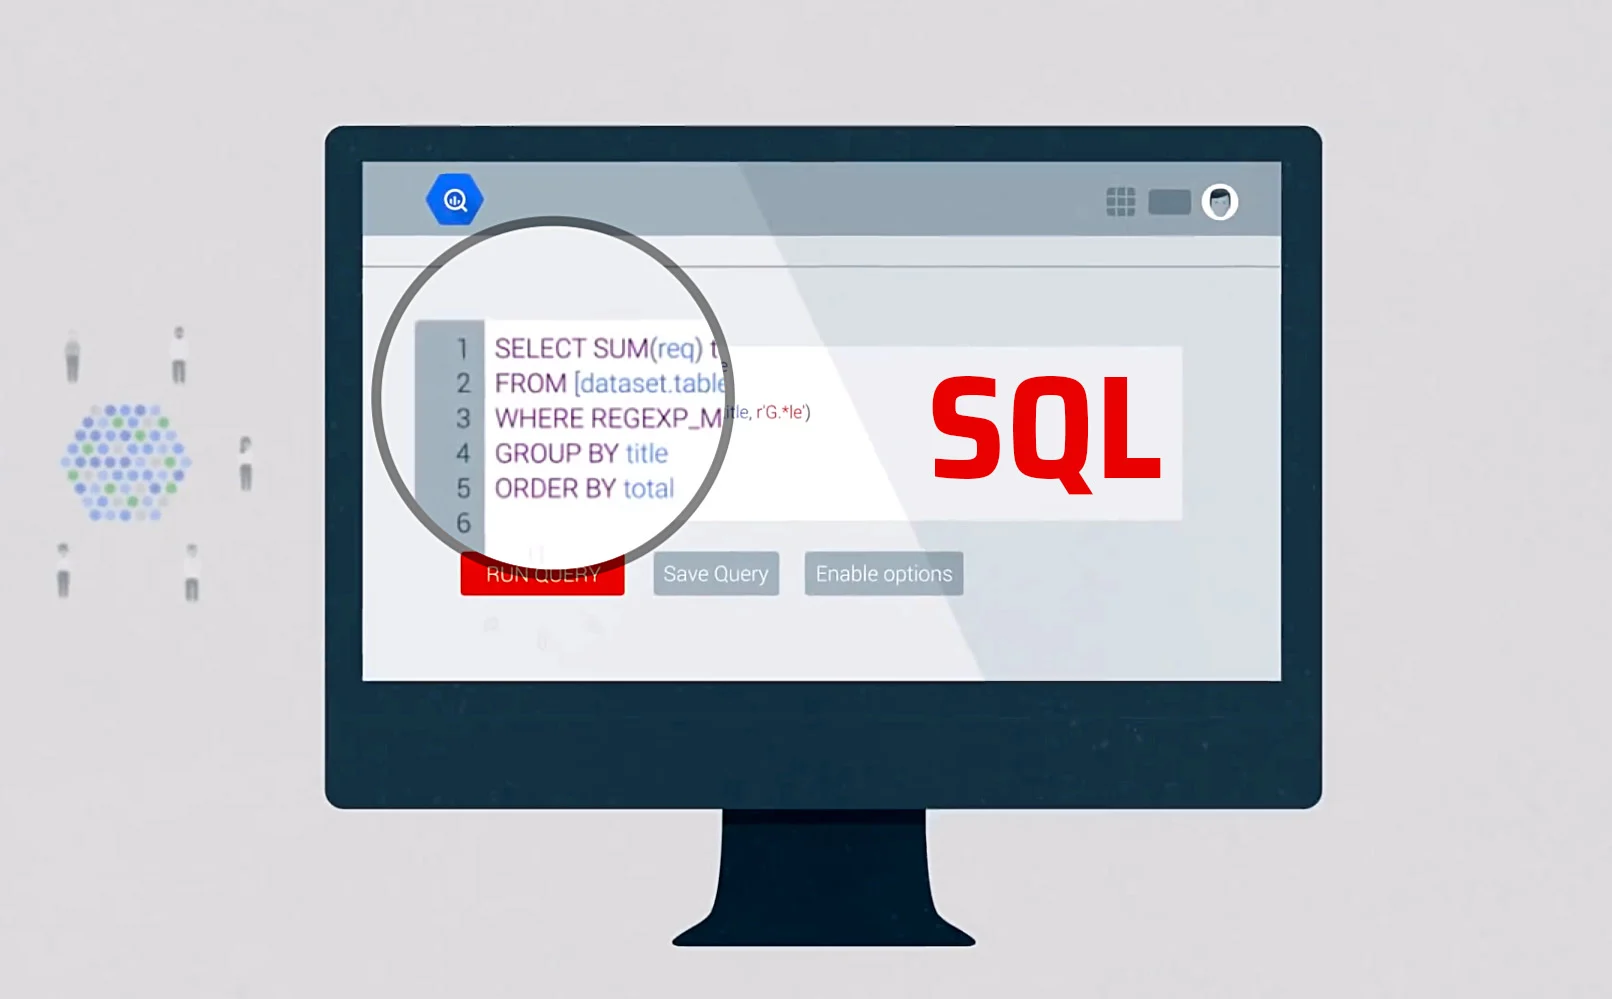 1 SELECT SUM(req) t
2 FROM [dataset.table
3 WHERE REGEXP_M itle, r'G.*le')
4 GROUP BY title
5 ORDER BY total
6
SQL
RUN QUERY Save Query Enable options